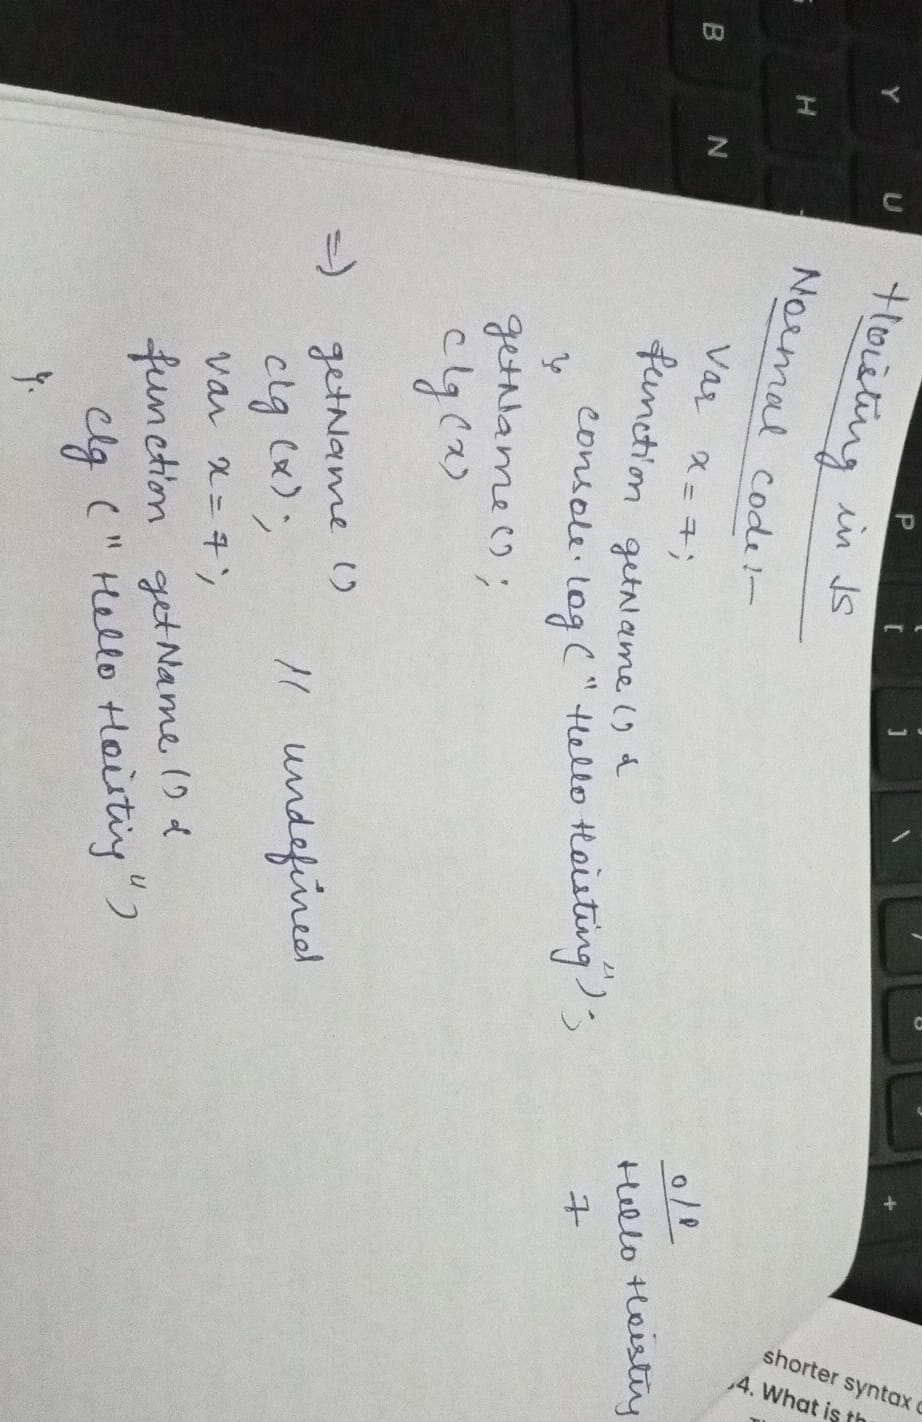 Hoisting in JS
Normal code :-
Var x = 7;
function getName () {
console.log ("Hello Hoisting");
}
getName ();
clg (x)
o/p
Hello Hoisting
7
=> getName ()
clg (x); // undefined
var x = 7;
function getName () {
clg ("Hello Hoisting")
}.
shorter syntax
4. What is
Y U P [ ] \
H
B N
+